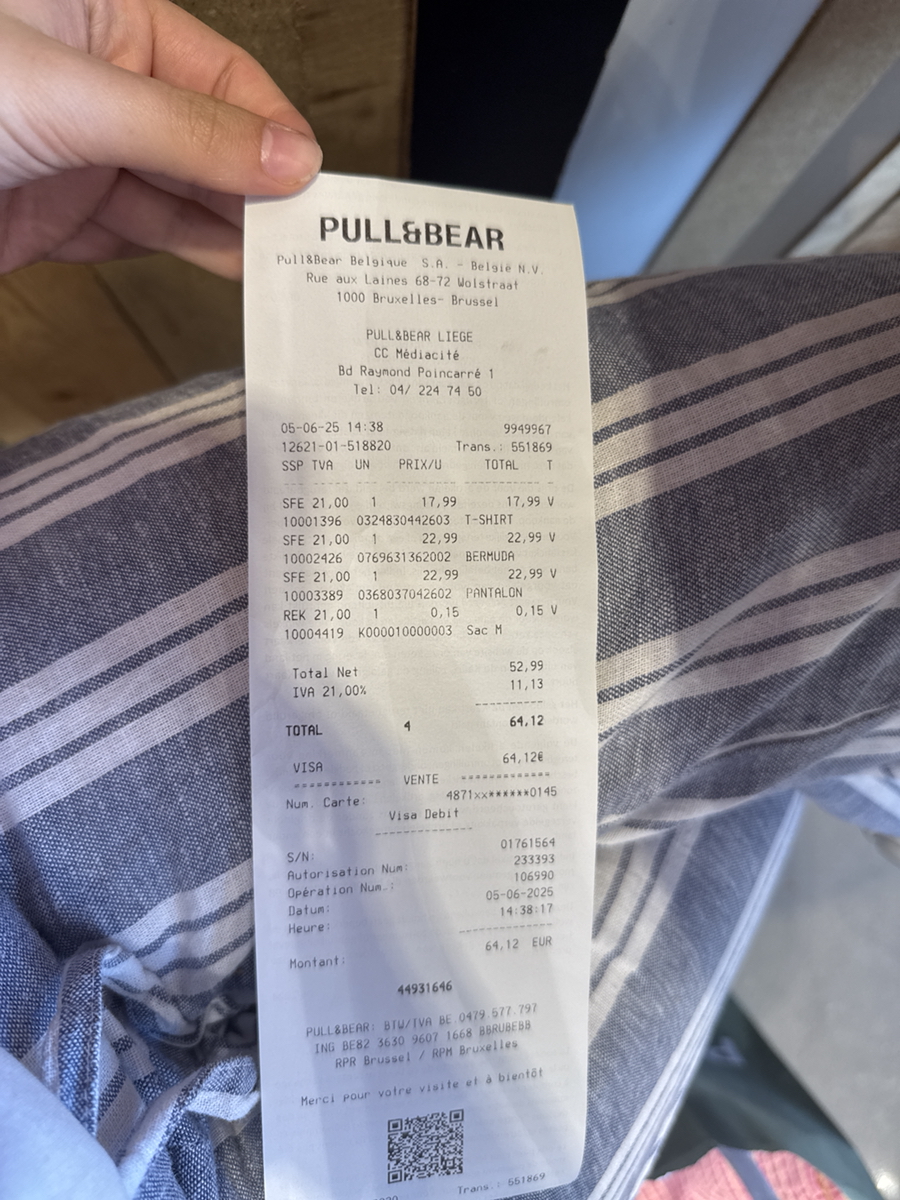 PULL&BEAR
Pull&Bear Belgique S.A. - Belgie N.V.
Rue aux Laines 68-72 Wolstraat
1000 Bruxelles- Brussel
PULL&BEAR LIEGE
CC Médiacité
Bd Raymond Poincarré 1
Tel: 04/ 224 74 50
05-06-25 14:38 9949967
12621-01-518820 Trans.: 551869
SSP TVA UN PRIX/U TOTAL T
SFE 21,00 1 17,99 17,99 V
10001396 0324830442603 T-SHIRT
SFE 21,00 1 22,99 22,99 V
10002426 0769631362002 BERMUDA
SFE 21,00 1 22,99 22,99 V
10003389 0368037042602 PANTALON
REK 21,00 1 0,15 0,15 V
10004419 K000010000003 Sac M
Total Net 52,99
IVA 21,00% 11,13
TOTAL 4 64,12
VISA 64,12€
============ VENTE ============
Num. Carte: 4871xx******0145
Visa Debit
S/N: 01761564
Autorisation Num: 233393
Opération Num.: 106990
Datum: 05-06-2025
Heure: 14:38:17
Montant: 64,12 EUR
44931646
PULL&BEAR: BTW/TVA BE 0479.577.797
ING BE82 3630 9607 1668 BBRUBEBB
RPR Brussel / RPM Bruxelles
Merci pour votre visite et à bientôt
Trans.: 551869